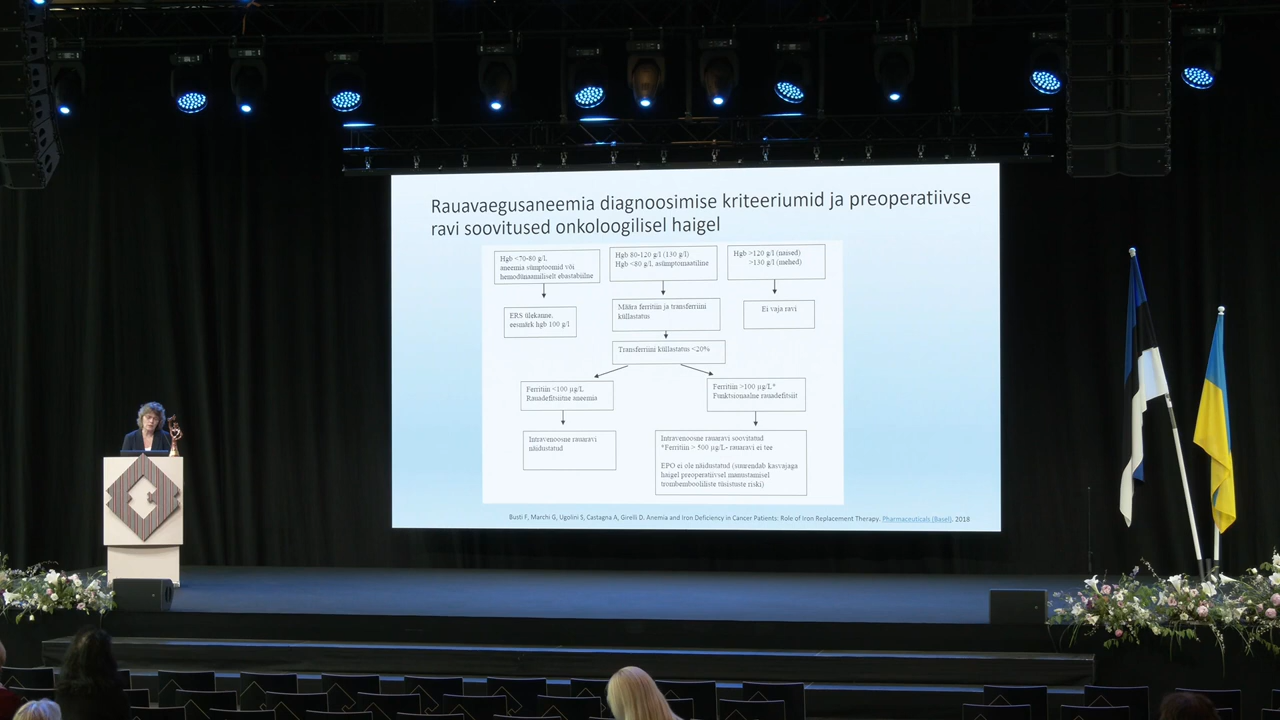 Rauavaegusaneemia diagnoosimise kriteeriumid ja preoperatiivse
ravi soovitused onkoloogilisel haigel
Hgb <70-80 g/l,
aneemia sümptoomid või
hemodünaamiliselt ebastabiilne
Hgb 80-120 g/l (130 g/l)
Hgb <80 g/l, asümptomaatiline
Hgb >120 g/l (naised)
>130 g/l (mehed)
ERS ülekanne,
eesmärk hgb 100 g/l
Määra ferritiin ja transferriini
küllastatus
Ei vaja ravi
Transferriini küllastatus <20%
Ferritiin <100 µg/L
Rauadefitsiitne aneemia
Ferritiin >100 µg/L*
Funktsionaalne rauadefitsiit
Intravenoosne rauaravi
näidustatud
Intravenoosne rauaravi soovitatud
*Ferritiin > 500 µg/L- rauaravi ei tee
EPO ei ole näidustatud (suurendab kasvajaga
haigel preoperatiivsel manustamisel
trombembooliliste tüsistuste riski)
Busti F, Marchi G, Ugolini S, Castagna A, Girelli D. Anemia and Iron Deficiency in Cancer Patients: Role of Iron Replacement Therapy. Pharmaceuticals (Basel). 2018